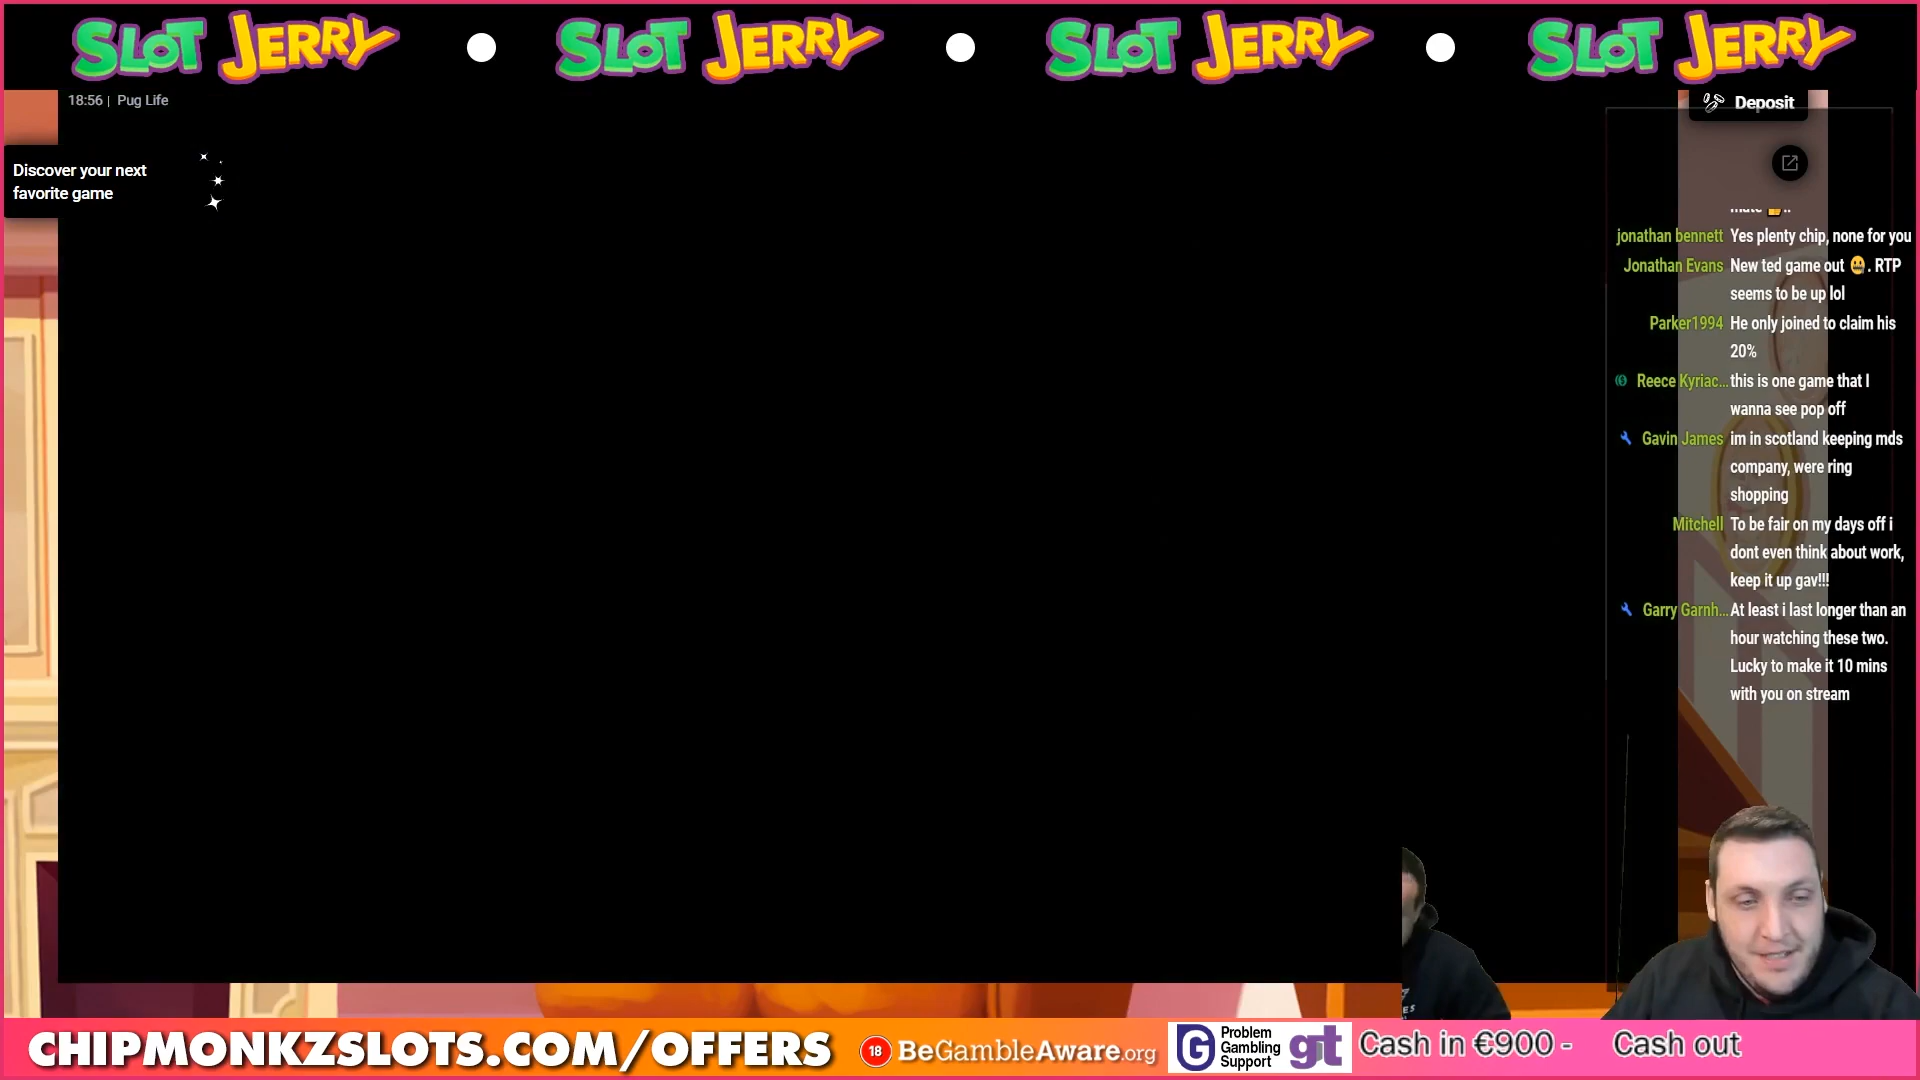 SLOT JERRY SLOT JERRY SLOT JERRY SLOT JERRY
18:56 | Pug Life
Deposit
Discover your next
favorite game
jonathan bennett Yes plenty chip, none for you
Jonathan Evans New ted game out 🤐. RTP
seems to be up lol
Parker1994 He only joined to claim his
20%
Reece Kyriac... this is one game that I
wanna see pop off
Gavin James im in scotland keeping mds
company, were ring
shopping
Mitchell To be fair on my days off i
dont even think about work,
keep it up gav!!!
Garry Garnh... At least i last longer than an
hour watching these two.
Lucky to make it 10 mins
with you on stream
CHIPMONKZSLOTS.COM/OFFERS
18 BeGambleAware.org
G Problem
Gambling
Support
gt
Cash in €900 - Cash out